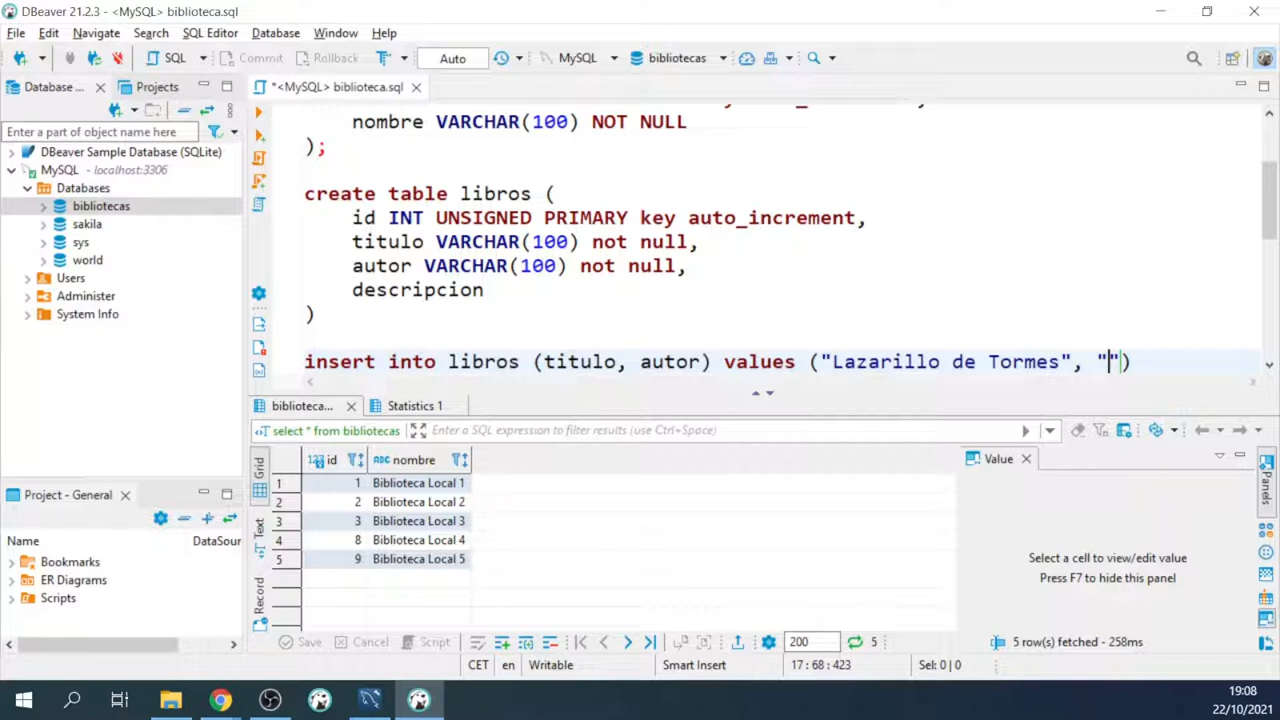 DBeaver 21.2.3 - <MySQL> biblioteca.sql
File Edit Navigate Search SQL Editor Database Window Help
SQL Commit Rollback Auto MySQL bibliotecas
Database ... Projects *<MySQL> biblioteca.sql
Enter a part of object name here
DBeaver Sample Database (SQLite)
MySQL - localhost:3306
Databases
bibliotecas
sakila
sys
world
Users
Administer
System Info
nombre VARCHAR(100) NOT NULL
);
create table libros (
id INT UNSIGNED PRIMARY key auto_increment,
titulo VARCHAR(100) not null,
autor VARCHAR(100) not null,
descripcion
)
insert into libros (titulo, autor) values ("Lazarillo de Tormes", "")
biblioteca... Statistics 1
select * from bibliotecas Enter a SQL expression to filter results (use Ctrl+Space)
Grid
Text
Record
123 id ABC nombre
1 1 Biblioteca Local 1
2 2 Biblioteca Local 2
3 3 Biblioteca Local 3
4 8 Biblioteca Local 4
5 9 Biblioteca Local 5
Value
Select a cell to view/edit value
Press F7 to hide this panel
Panels
Project - General
Name DataSour
Bookmarks
ER Diagrams
Scripts
Save Cancel Script 200 5 5 row(s) fetched - 258ms
CET en Writable Smart Insert 17 : 68 : 423 Sel: 0 | 0
19:08
22/10/2021